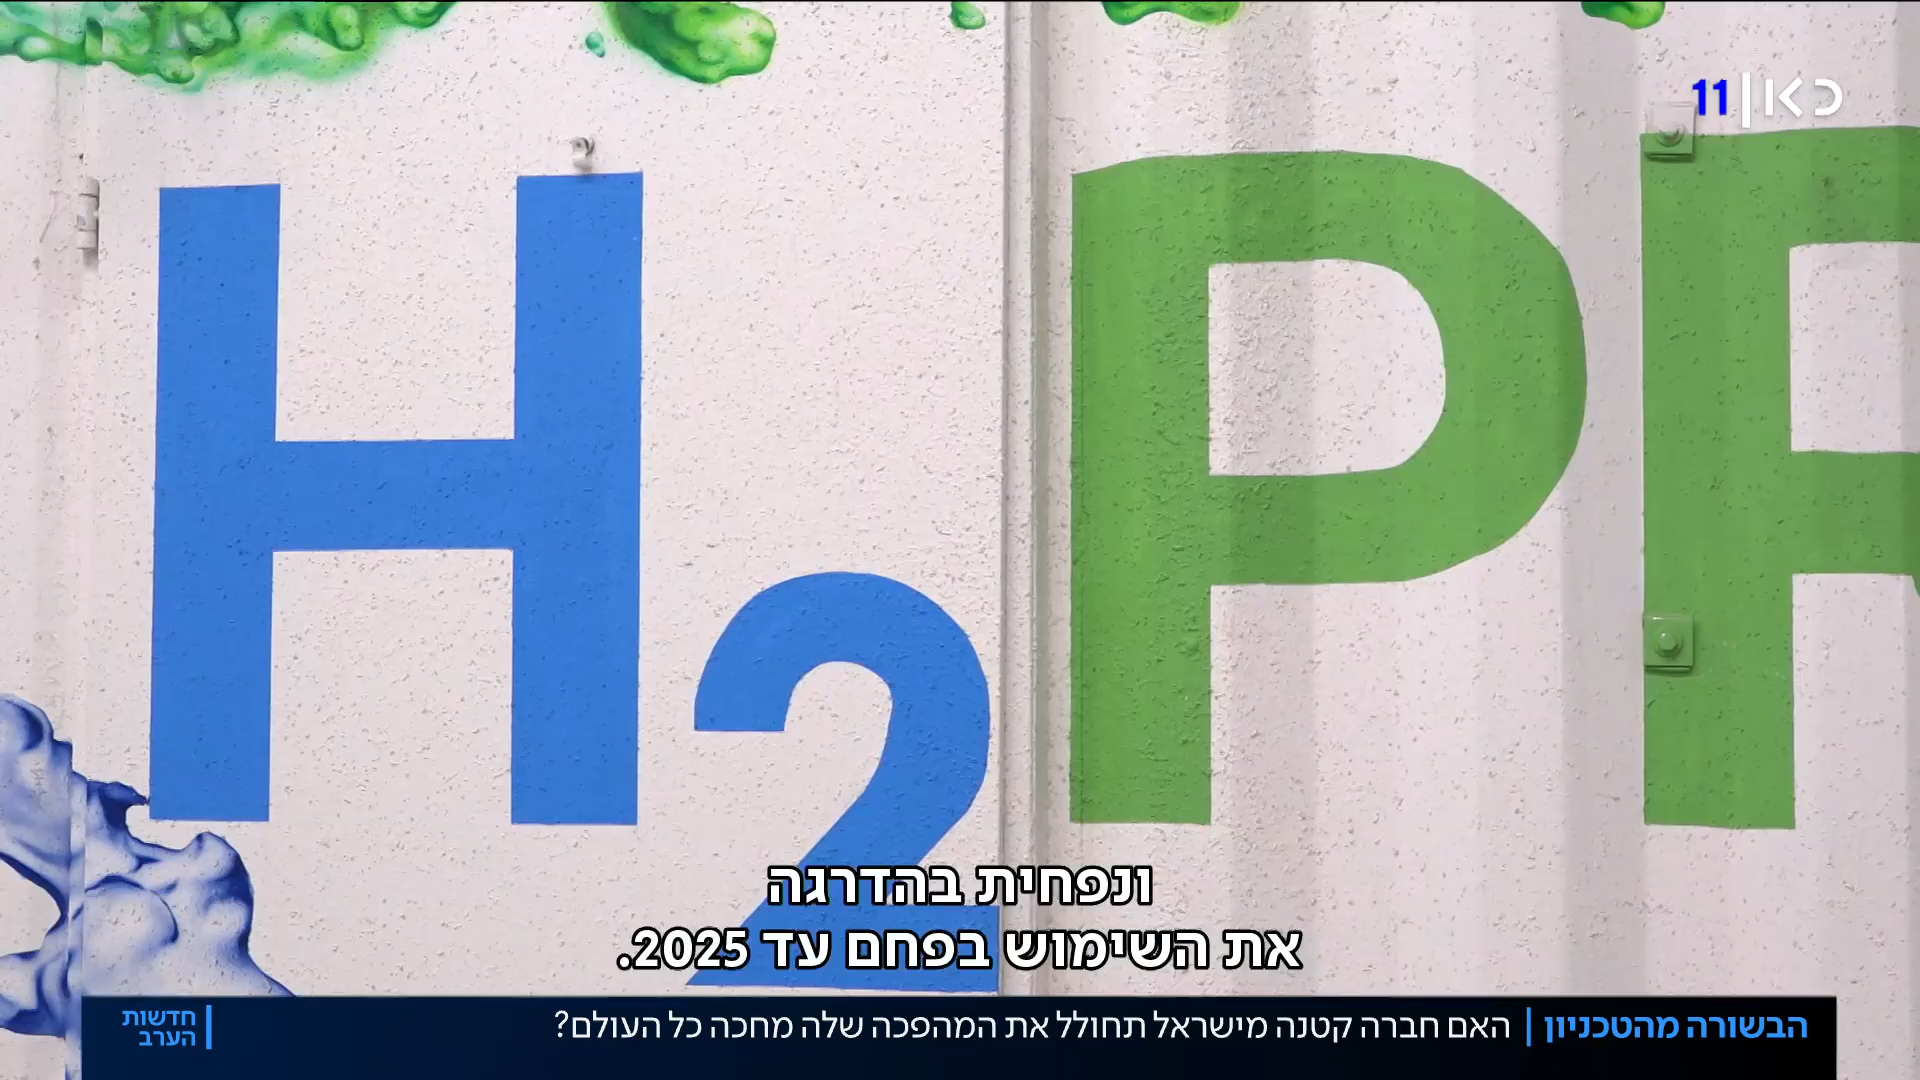 כאן 11
H2PR
ונפחית בהדרגה
את השימוש בפחם עד 2025.
הבשורה מהטכניון | האם חברה קטנה מישראל תחולל את המהפכה שלה מחכה כל העולם?
חדשות
הערב